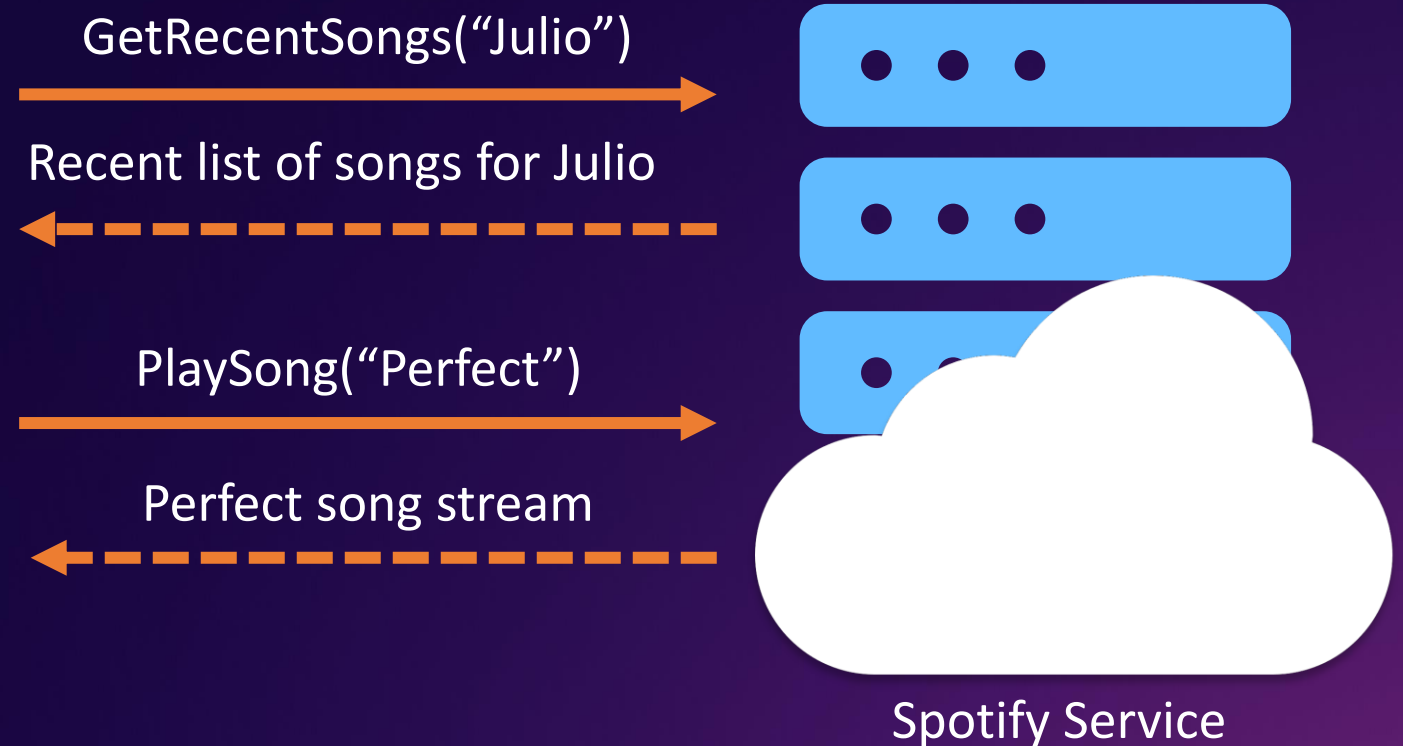 GetRecentSongs(“Julio”)
Recent list of songs for Julio
PlaySong(“Perfect”)
Perfect song stream
Spotify Service